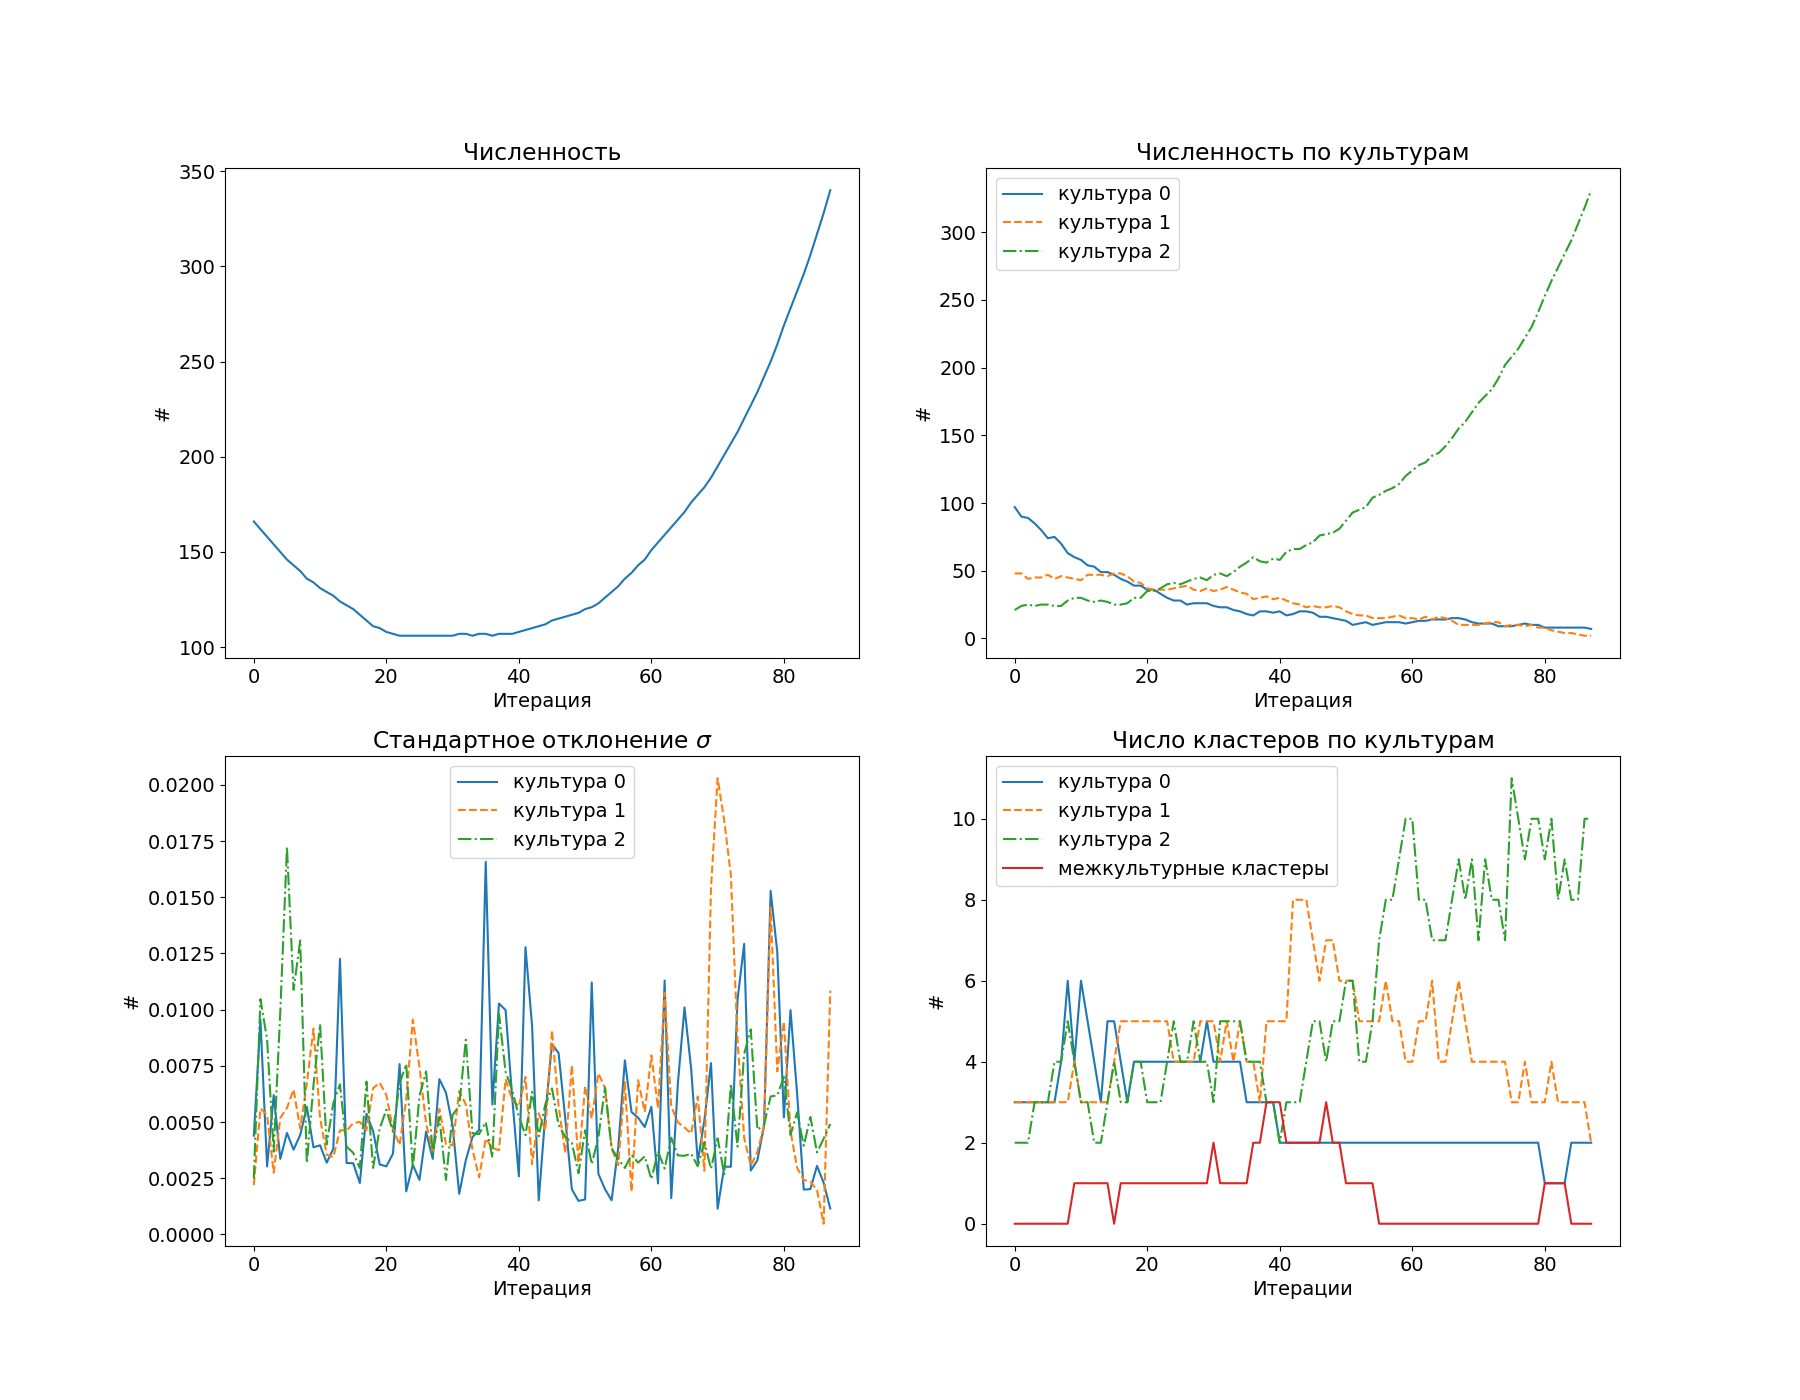 Численность
350
300
250
200
150
100
#
0 20 40 60 80
Итерация
Численность по культурам
культура 0
культура 1
культура 2
300
250
200
150
100
50
0
#
0 20 40 60 80
Итерация
Стандартное отклонение σ
культура 0
культура 1
культура 2
0.0200
0.0175
0.0150
0.0125
0.0100
0.0075
0.0050
0.0025
0.0000
#
0 20 40 60 80
Итерация
Число кластеров по культурам
культура 0
культура 1
культура 2
межкультурные кластеры
10
8
6
4
2
0
#
0 20 40 60 80
Итерации